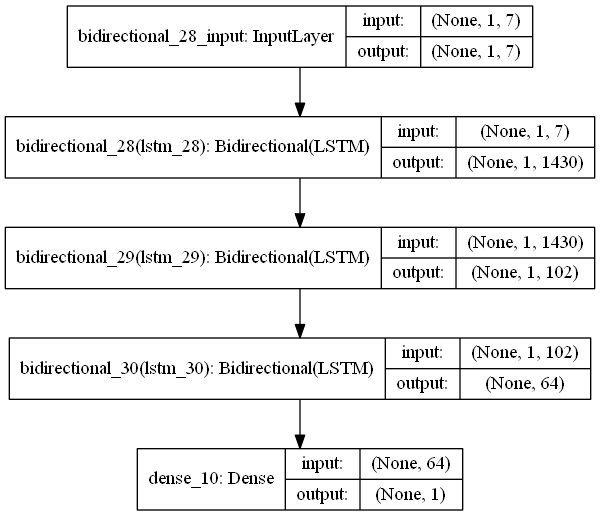 bidirectional_28_input: InputLayer
input: (None, 1, 7)
output: (None, 1, 7)
bidirectional_28(lstm_28): Bidirectional(LSTM)
input: (None, 1, 7)
output: (None, 1, 1430)
bidirectional_29(lstm_29): Bidirectional(LSTM)
input: (None, 1, 1430)
output: (None, 1, 102)
bidirectional_30(lstm_30): Bidirectional(LSTM)
input: (None, 1, 102)
output: (None, 64)
dense_10: Dense
input: (None, 64)
output: (None, 1)